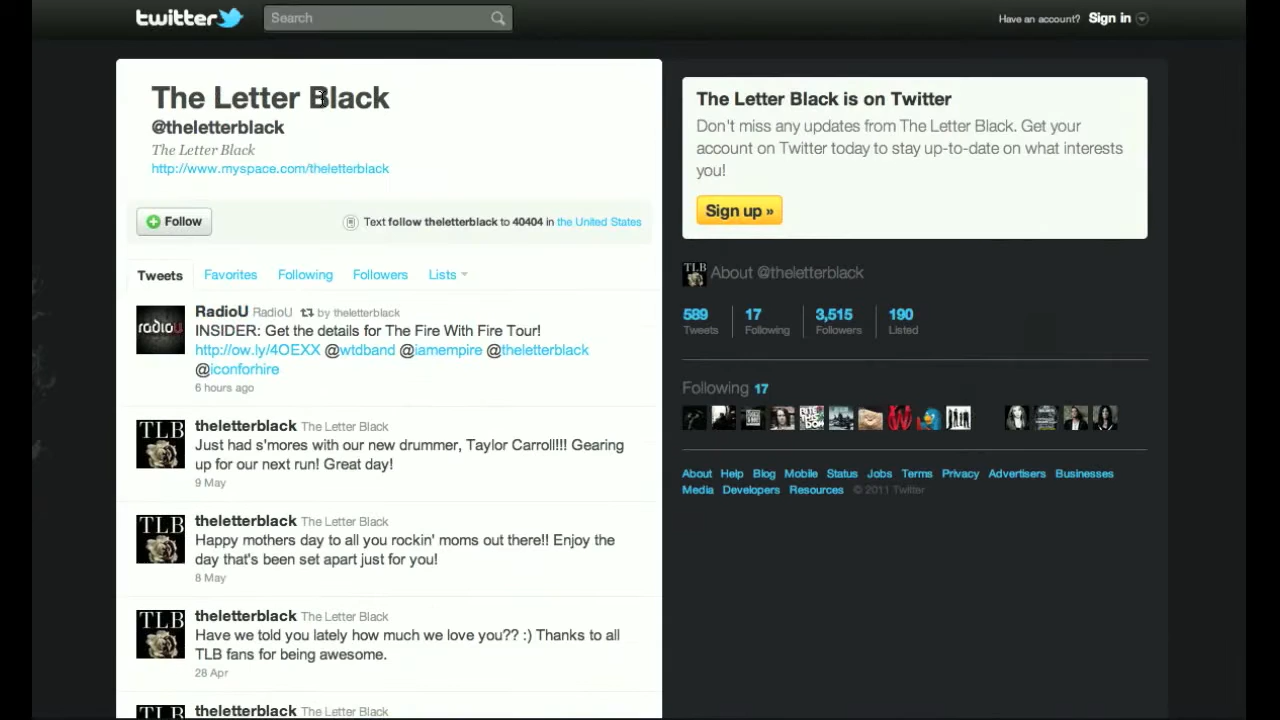 twitter
Search
Have an account? Sign in
The Letter Black
@theletterblack
The Letter Black
http://www.myspace.com/theletterblack
Follow
Text follow theletterblack to 40404 in the United States
Tweets Favorites Following Followers Lists
RadioU RadioU by theletterblack
radioU
INSIDER: Get the details for The Fire With Fire Tour!
http://ow.ly/4OEXX @wtdband @iamempire @theletterblack
@iconforhire
6 hours ago
theletterblack The Letter Black
TLB
Just had s'mores with our new drummer, Taylor Carroll!!! Gearing
up for our next run! Great day!
9 May
theletterblack The Letter Black
TLB
Happy mothers day to all you rockin' moms out there!! Enjoy the
day that's been set apart just for you!
8 May
theletterblack The Letter Black
TLB
Have we told you lately how much we love you?? :) Thanks to all
TLB fans for being awesome.
28 Apr
theletterblack The Letter Black
TLB
The Letter Black is on Twitter
Don't miss any updates from The Letter Black. Get your
account on Twitter today to stay up-to-date on what interests
you!
Sign up »
TLB
About @theletterblack
589 17 3,515 190
Tweets Following Followers Listed
Following 17
About Help Blog Mobile Status Jobs Terms Privacy Advertisers Businesses
Media Developers Resources © 2011 Twitter